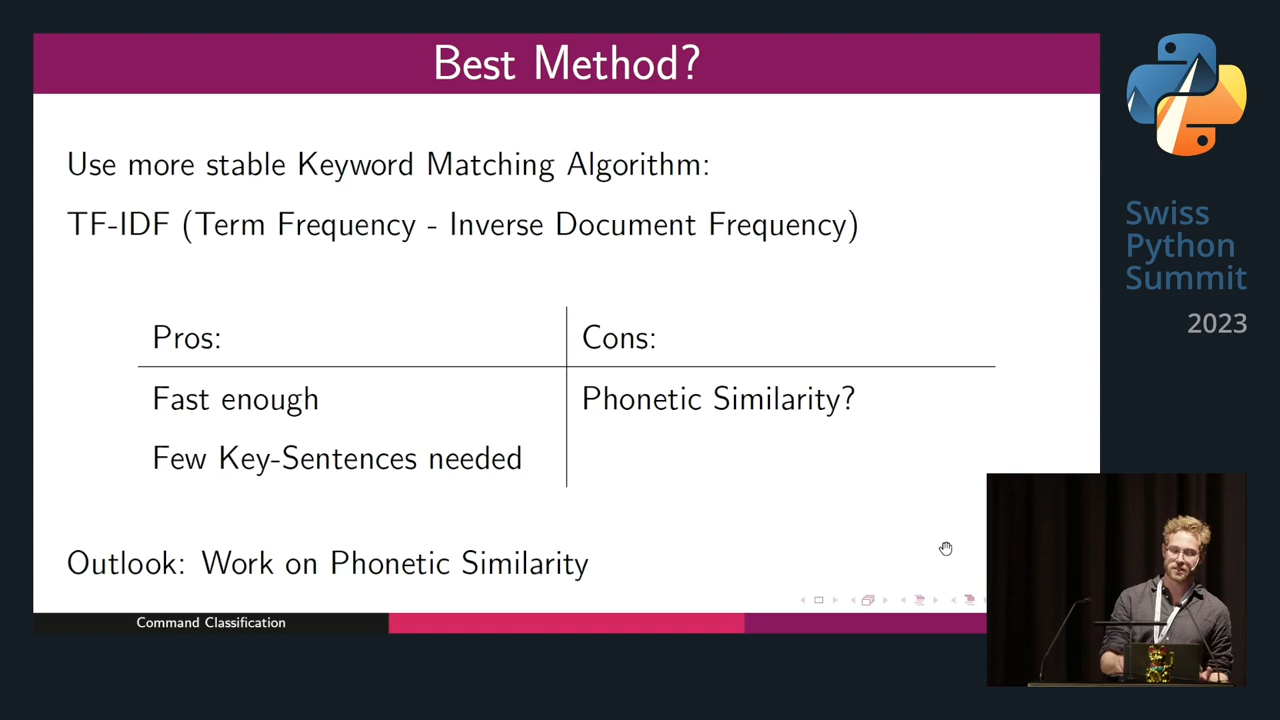 Best Method?
Use more stable Keyword Matching Algorithm:
TF-IDF (Term Frequency - Inverse Document Frequency)
Pros:
Cons:
Fast enough
Phonetic Similarity?
Few Key-Sentences needed
Outlook: Work on Phonetic Similarity
Command Classification
Swiss
Python
Summit
2023